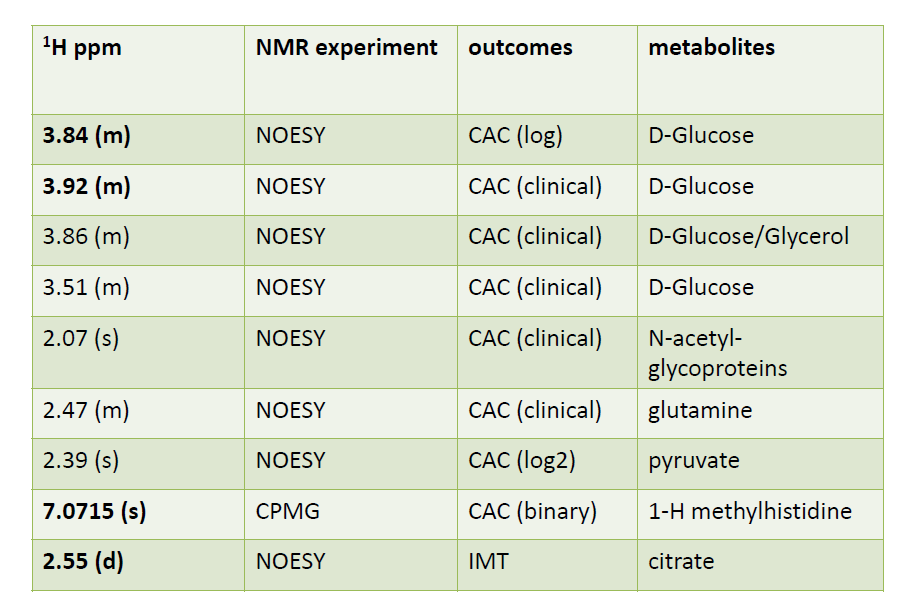 ¹H ppm NMR experiment outcomes metabolites
3.84 (m) NOESY CAC (log) D-Glucose
3.92 (m) NOESY CAC (clinical) D-Glucose
3.86 (m) NOESY CAC (clinical) D-Glucose/Glycerol
3.51 (m) NOESY CAC (clinical) D-Glucose
2.07 (s) NOESY CAC (clinical) N-acetyl-
glycoproteins
2.47 (m) NOESY CAC (clinical) glutamine
2.39 (s) NOESY CAC (log2) pyruvate
7.0715 (s) CPMG CAC (binary) 1-H methylhistidine
2.55 (d) NOESY IMT citrate